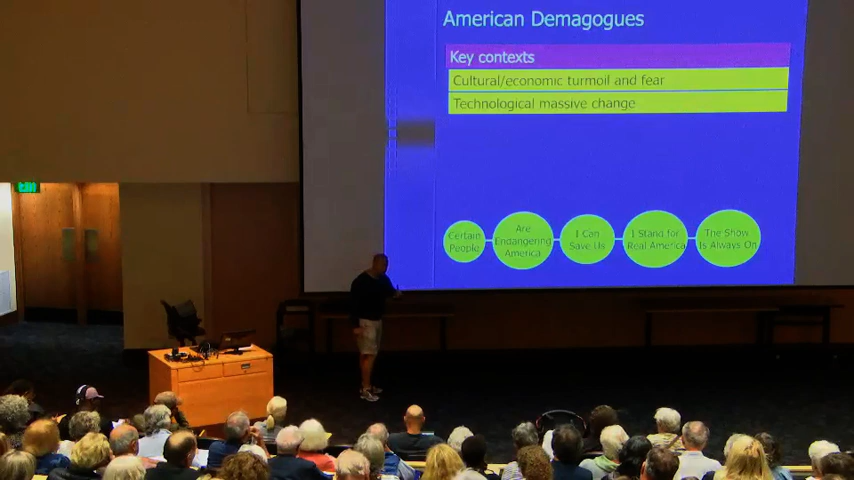 American Demagogues
Key contexts
Cultural/economic turmoil and fear
Technological massive change
Certain
People
Are
Endangering
America
I Can
Save Us
I Stand for
Real America
The Show
Is Always On